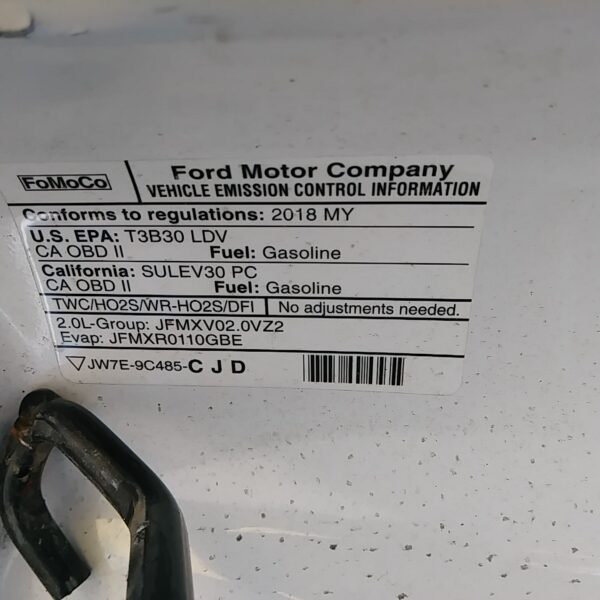 FoMoCo
Ford Motor Company
VEHICLE EMISSION CONTROL INFORMATION
Conforms to regulations: 2018 MY
U.S. EPA: T3B30 LDV
CA OBD II Fuel: Gasoline
California: SULEV30 PC
CA OBD II Fuel: Gasoline
TWC/HO2S/WR-HO2S/DFI No adjustments needed.
2.0L-Group: JFMXV02.0VZ2
Evap: JFMXR0110GBE
JW7E-9C485-C J D